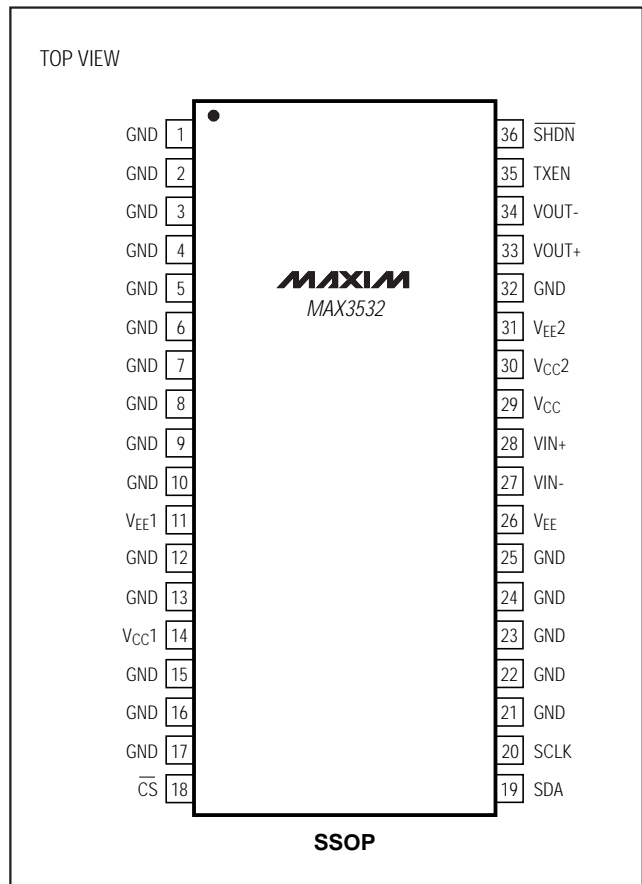 TOP VIEW
MAXIM
MAX3532
GND 1
GND 2
GND 3
GND 4
GND 5
GND 6
GND 7
GND 8
GND 9
GND 10
VEE1 11
GND 12
GND 13
VCC1 14
GND 15
GND 16
GND 17
C̅S̅ 18
36 S̅H̅D̅N̅
35 TXEN
34 VOUT-
33 VOUT+
32 GND
31 VEE2
30 VCC2
29 VCC
28 VIN+
27 VIN-
26 VEE
25 GND
24 GND
23 GND
22 GND
21 GND
20 SCLK
19 SDA
SSOP